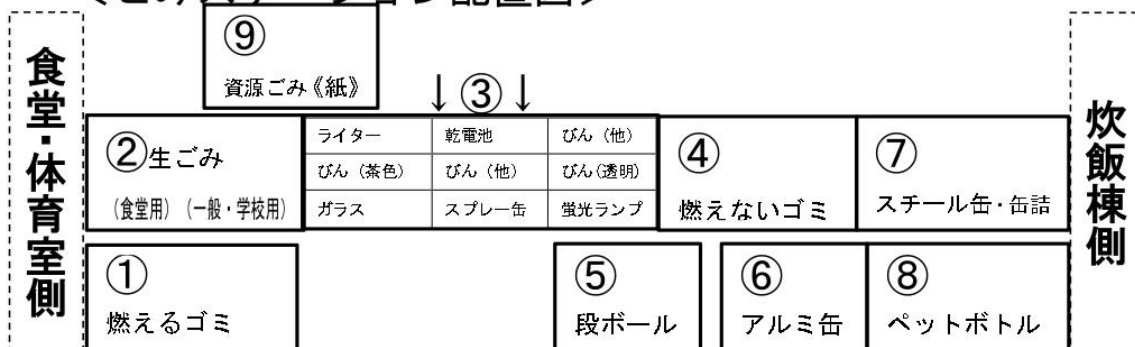 食堂・体育室側
⑨
資源ごみ《紙》
↓③↓
②生ごみ
(食堂用)(一般・学校用)
ライター 乾電池 びん(他)
びん(茶色) びん(他) びん(透明)
ガラス スプレー缶 蛍光ランプ
④
燃えないゴミ
⑦
スチール缶・缶詰
①
燃えるゴミ
⑤
段ボール
⑥
アルミ缶
⑧
ペットボトル
炊飯棟側